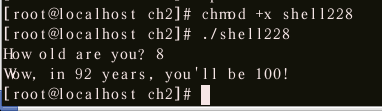 [root@localhost ch2]# chmod +x shell228
[root@localhost ch2]# ./shell228
How old are you? 8
Wow, in 92 years, you'll be 100!
[root@localhost ch2]#